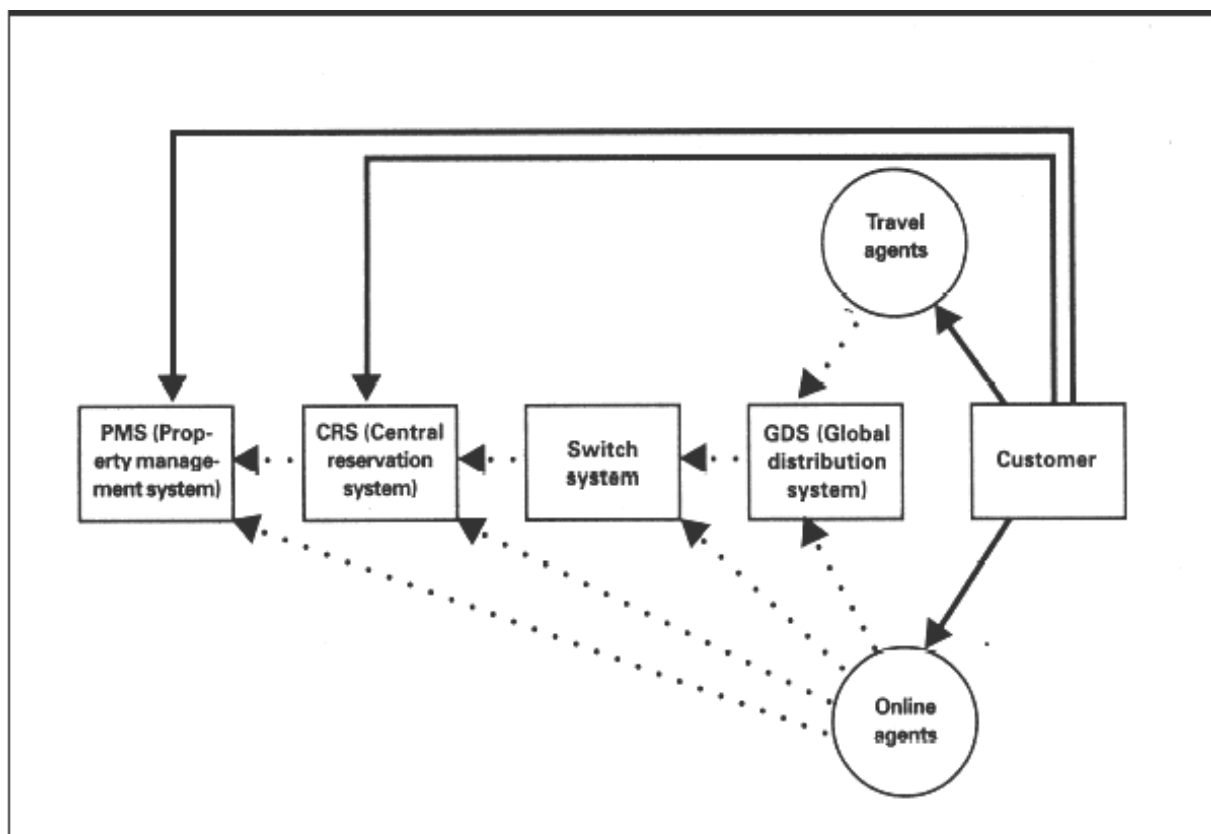 Travel
agents
PMS (Prop-
erty manage-
ment system)
CRS (Central
reservation
system)
Switch
system
GDS (Global
distribution
system)
Customer
Online
agents